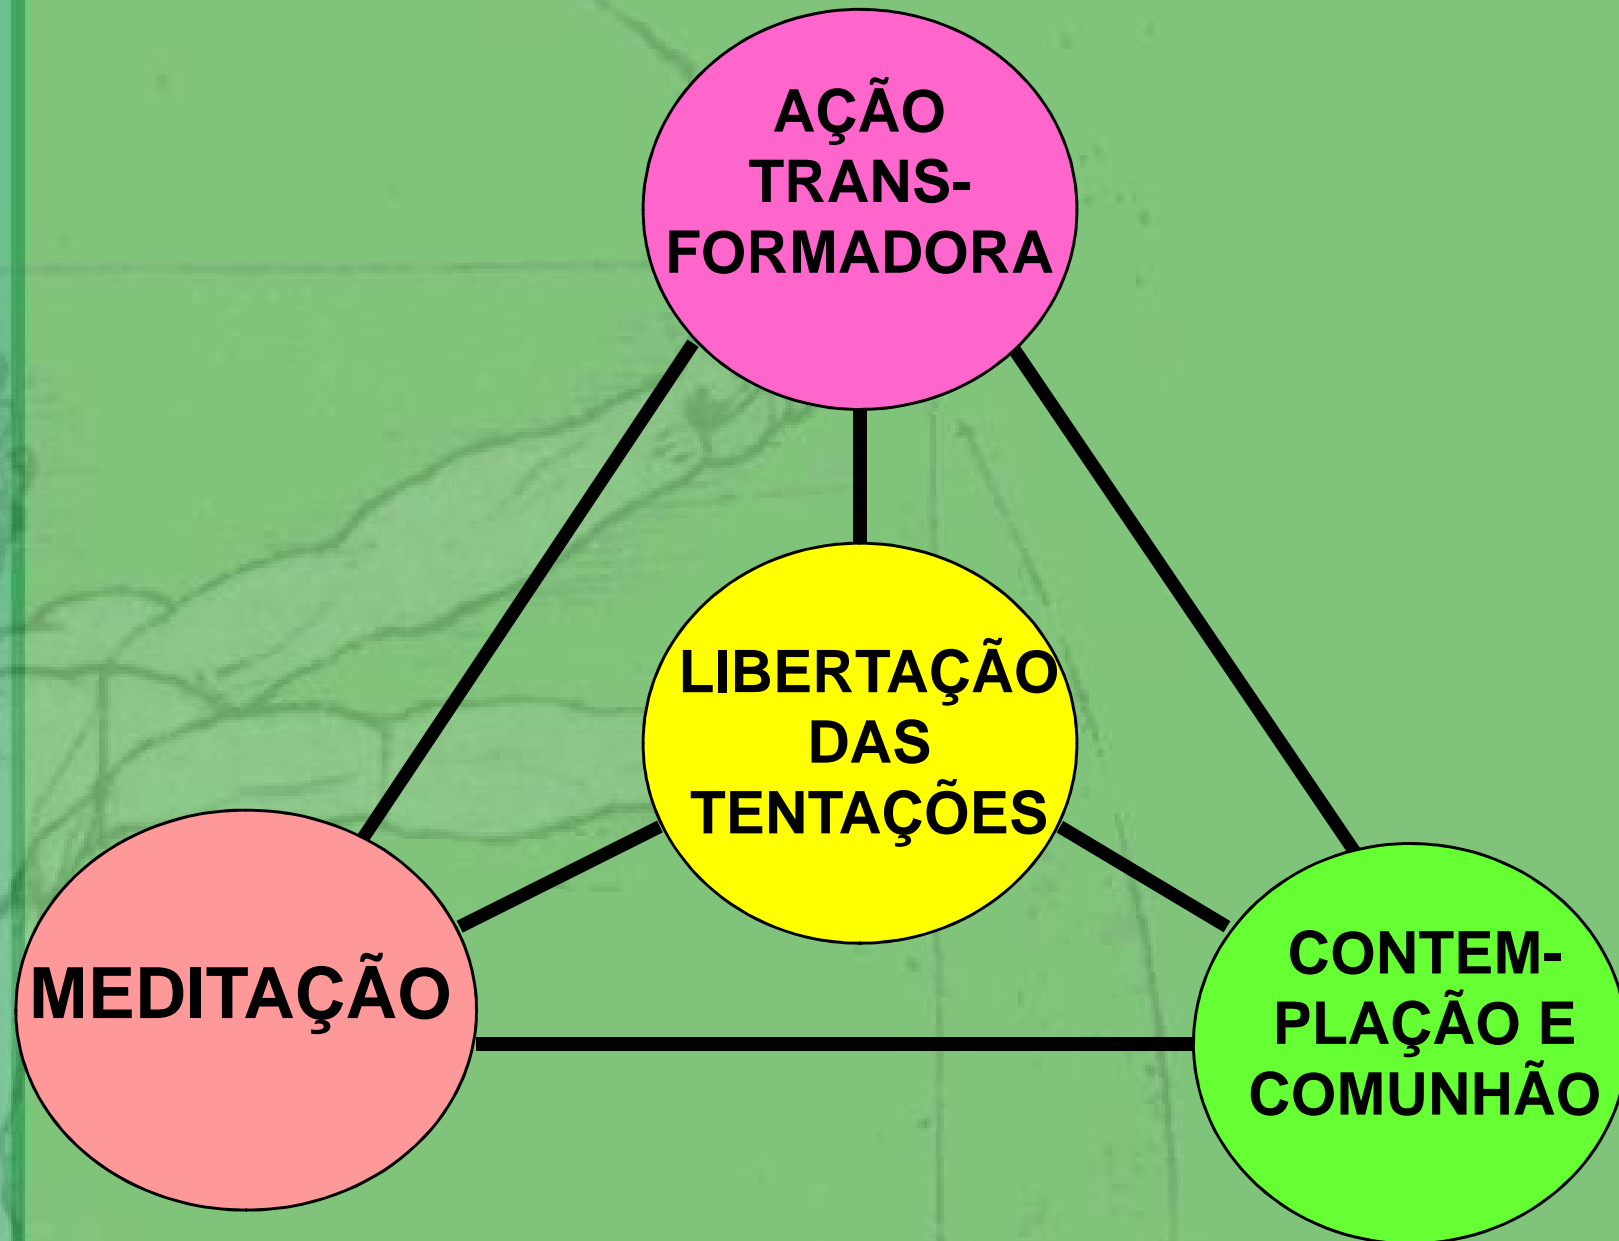 AÇÃO
TRANS-
FORMADORA
LIBERTAÇÃO
DAS
TENTAÇÕES
MEDITAÇÃO
CONTEM-
PLAÇÃO E
COMUNHÃO